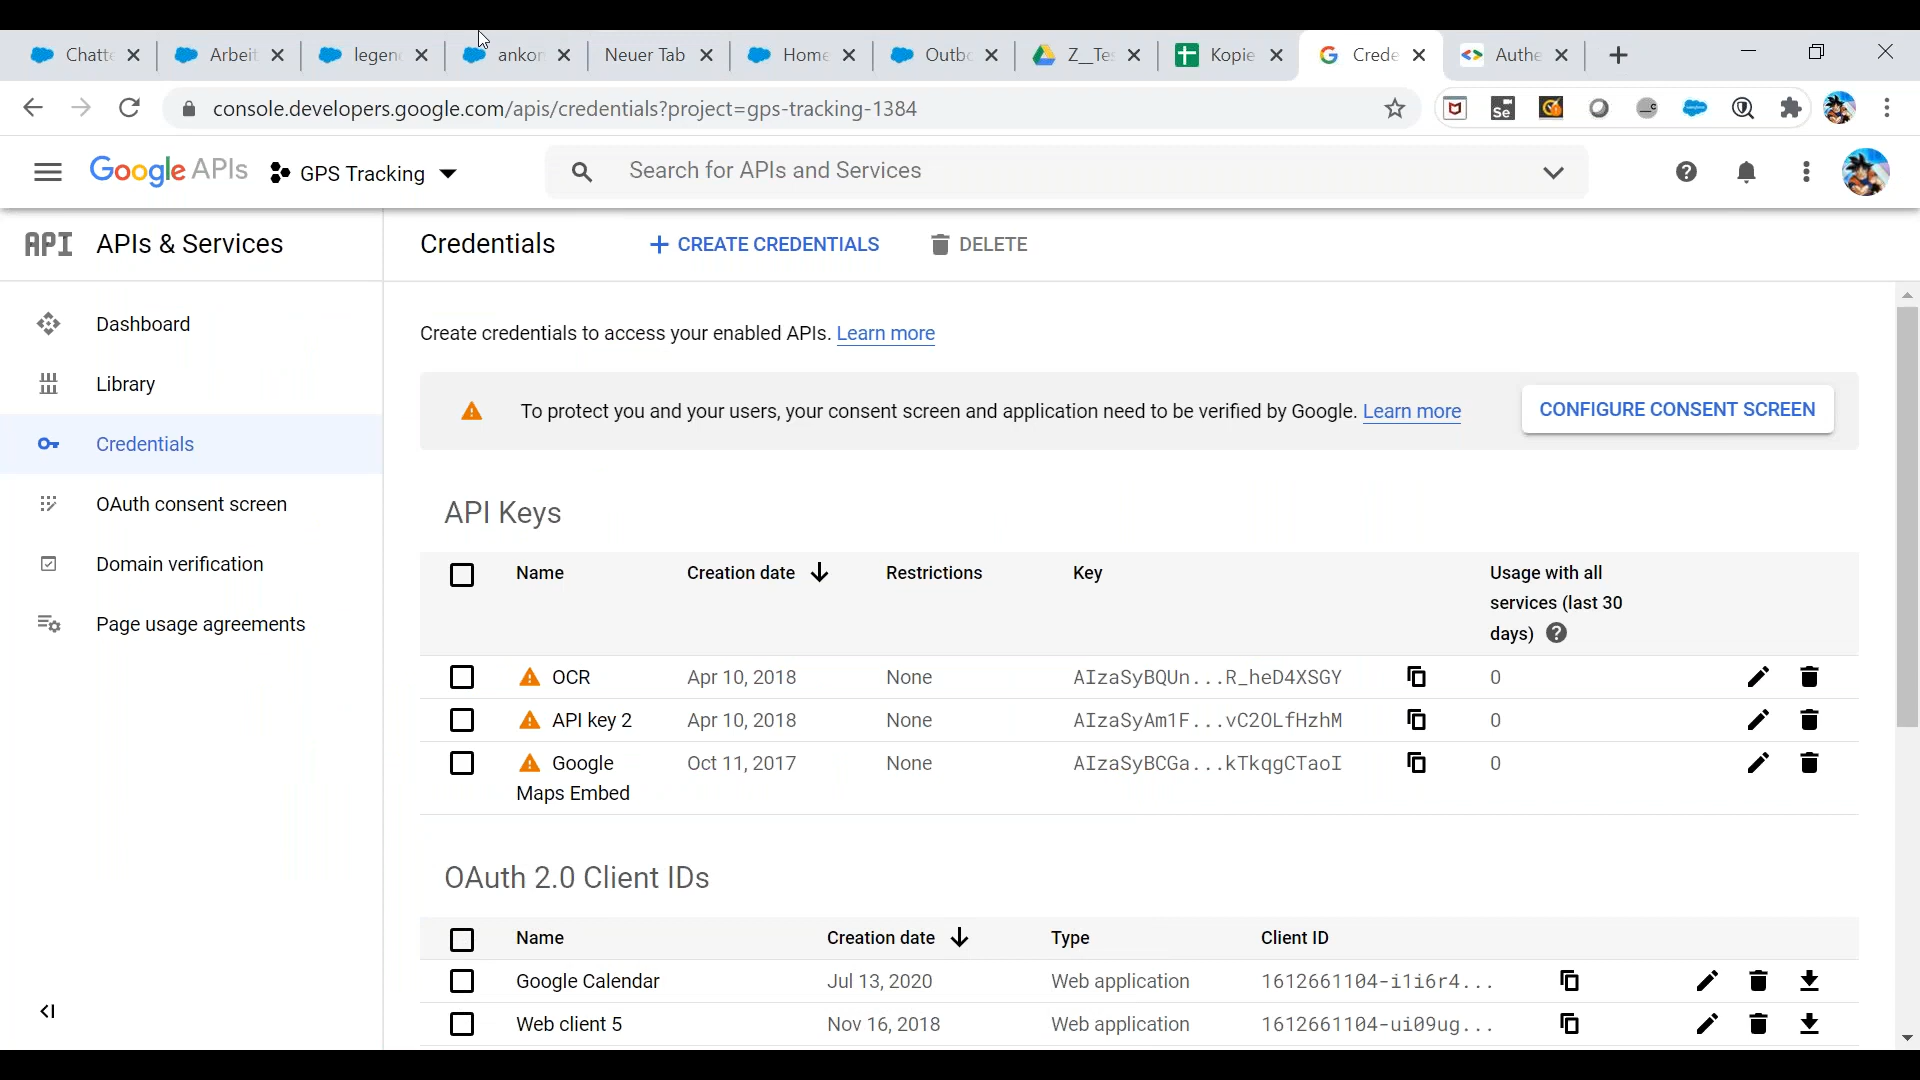 Chatte Arbeit legend ankon Neuer Tab Home Outbo Z_Tes Kopie Crede Authe
console.developers.google.com/apis/credentials?project=gps-tracking-1384
Google APIs GPS Tracking Search for APIs and Services
API APIs & Services
Credentials CREATE CREDENTIALS DELETE
Dashboard
Library
Credentials
OAuth consent screen
Domain verification
Page usage agreements
Create credentials to access your enabled APIs. Learn more
To protect you and your users, your consent screen and application need to be verified by Google. Learn more CONFIGURE CONSENT SCREEN
API Keys
Name Creation date Restrictions Key Usage with all
services (last 30
days)
OCR Apr 10, 2018 None AIzaSyBQUn...R_heD4XSGY 0
API key 2 Apr 10, 2018 None AIzaSyAm1F...vC2OLfHzhM 0
Google Oct 11, 2017 None AIzaSyBCGa...kTkqgCTaoI 0
Maps Embed
OAuth 2.0 Client IDs
Name Creation date Type Client ID
Google Calendar Jul 13, 2020 Web application 1612661104-i1i6r4...
Web client 5 Nov 16, 2018 Web application 1612661104-ui09ug...